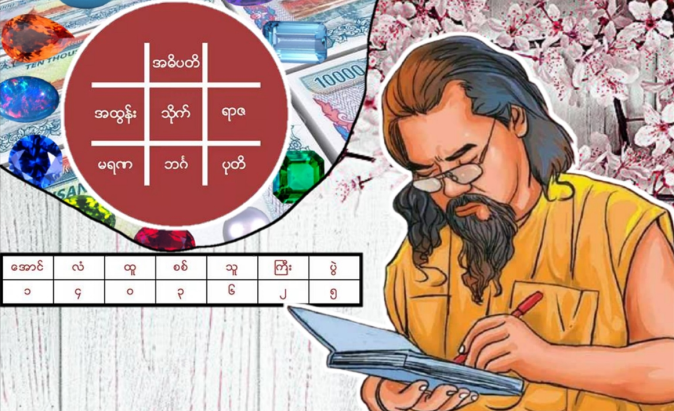 TEN THOUSAND
10000
အဓိပတိ
အထွန်း သိုက် ရာဇ
မရဏ ဘင်္ဂ ပုတိ
အောင် လံ ထူ စစ် သူ ကြီး ပွဲ
၁ ၄ ၀ ၃ ၆ ၂ ၅